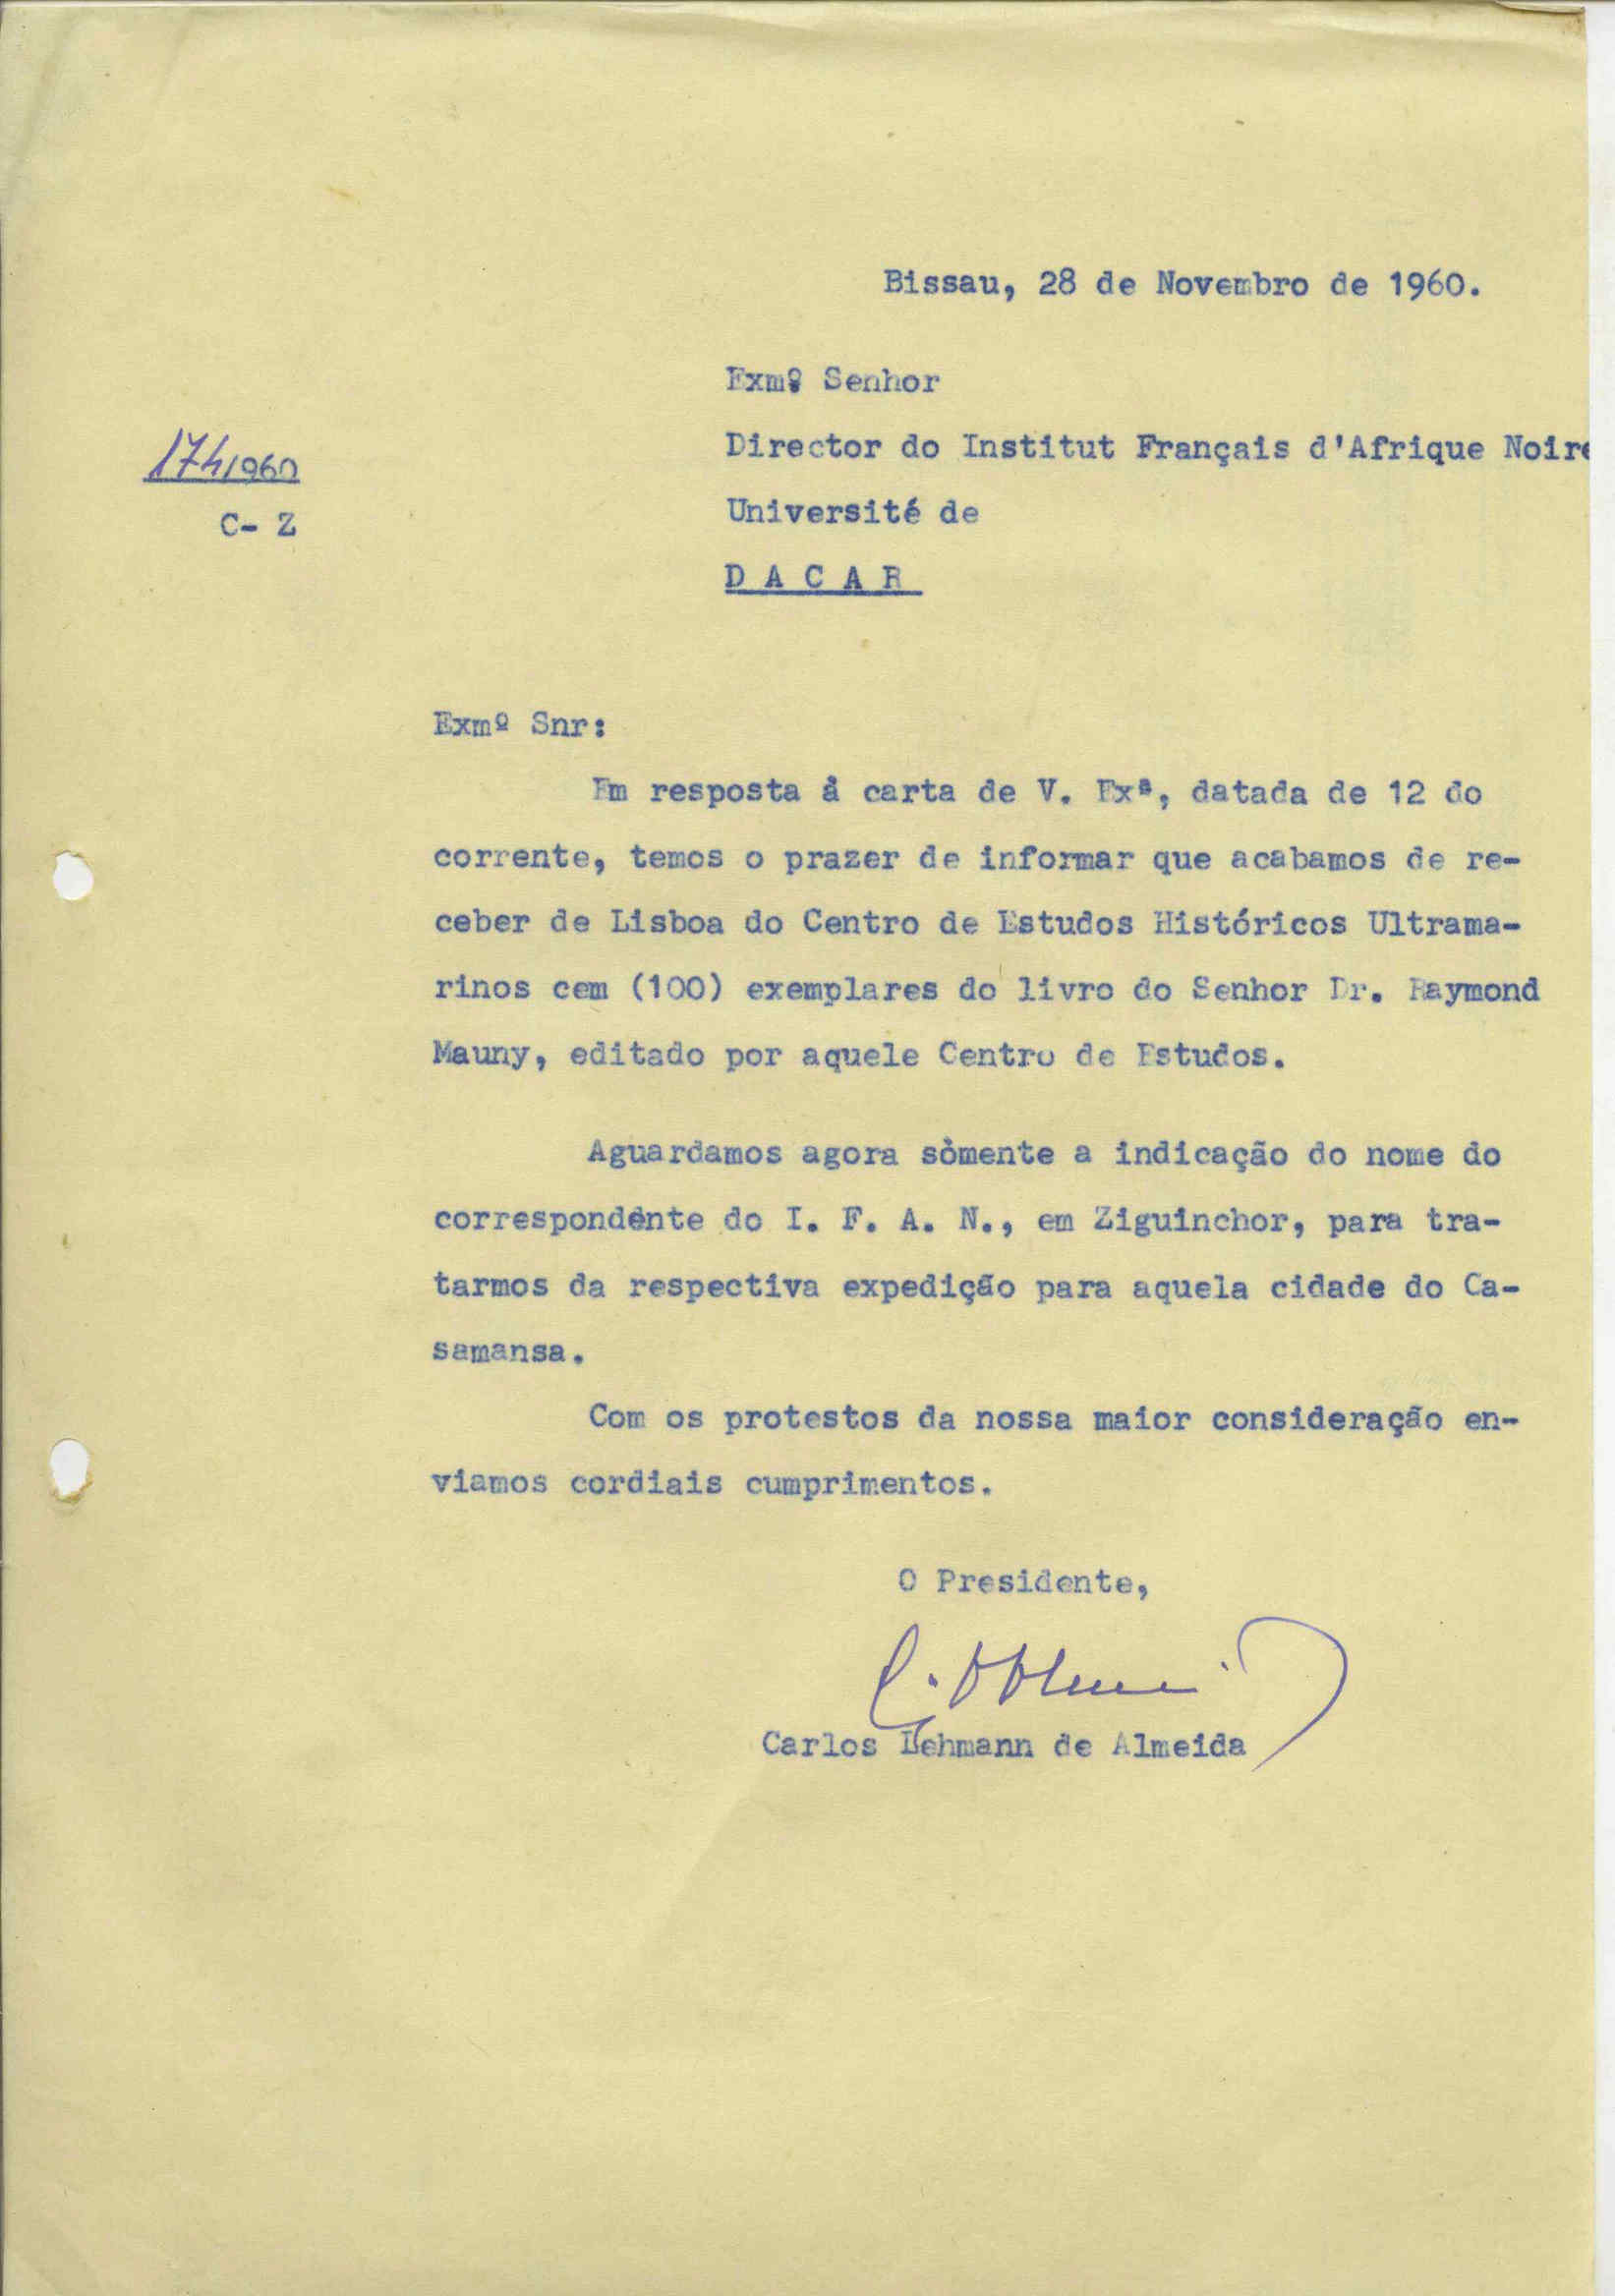 Bissau, 28 de Novembro de 1960.
Exmº Senhor
Director do Institut Français d'Afrique Noire
174/1960
Université de
C- Z
D A C A R
Exmº Snr:
Em resposta à carta de V. Exª, datada de 12 do
corrente, temos o prazer de informar que acabamos de re-
ceber de Lisboa do Centro de Estudos Históricos Ultrama-
rinos cem (100) exemplares do livro do Senhor Dr. Raymond
Mauny, editado por aquele Centro de Estudos.
Aguardamos agora sòmente a indicação do nome do
correspondênte do I. F. A. N., em Ziguinchor, para tra-
tarmos da respectiva expedição para aquela cidade do Ca-
samansa.
Com os protestos da nossa maior consideração en-
viamos cordiais cumprimentos.
O Presidente,
Carlos Lehmann de Almeida